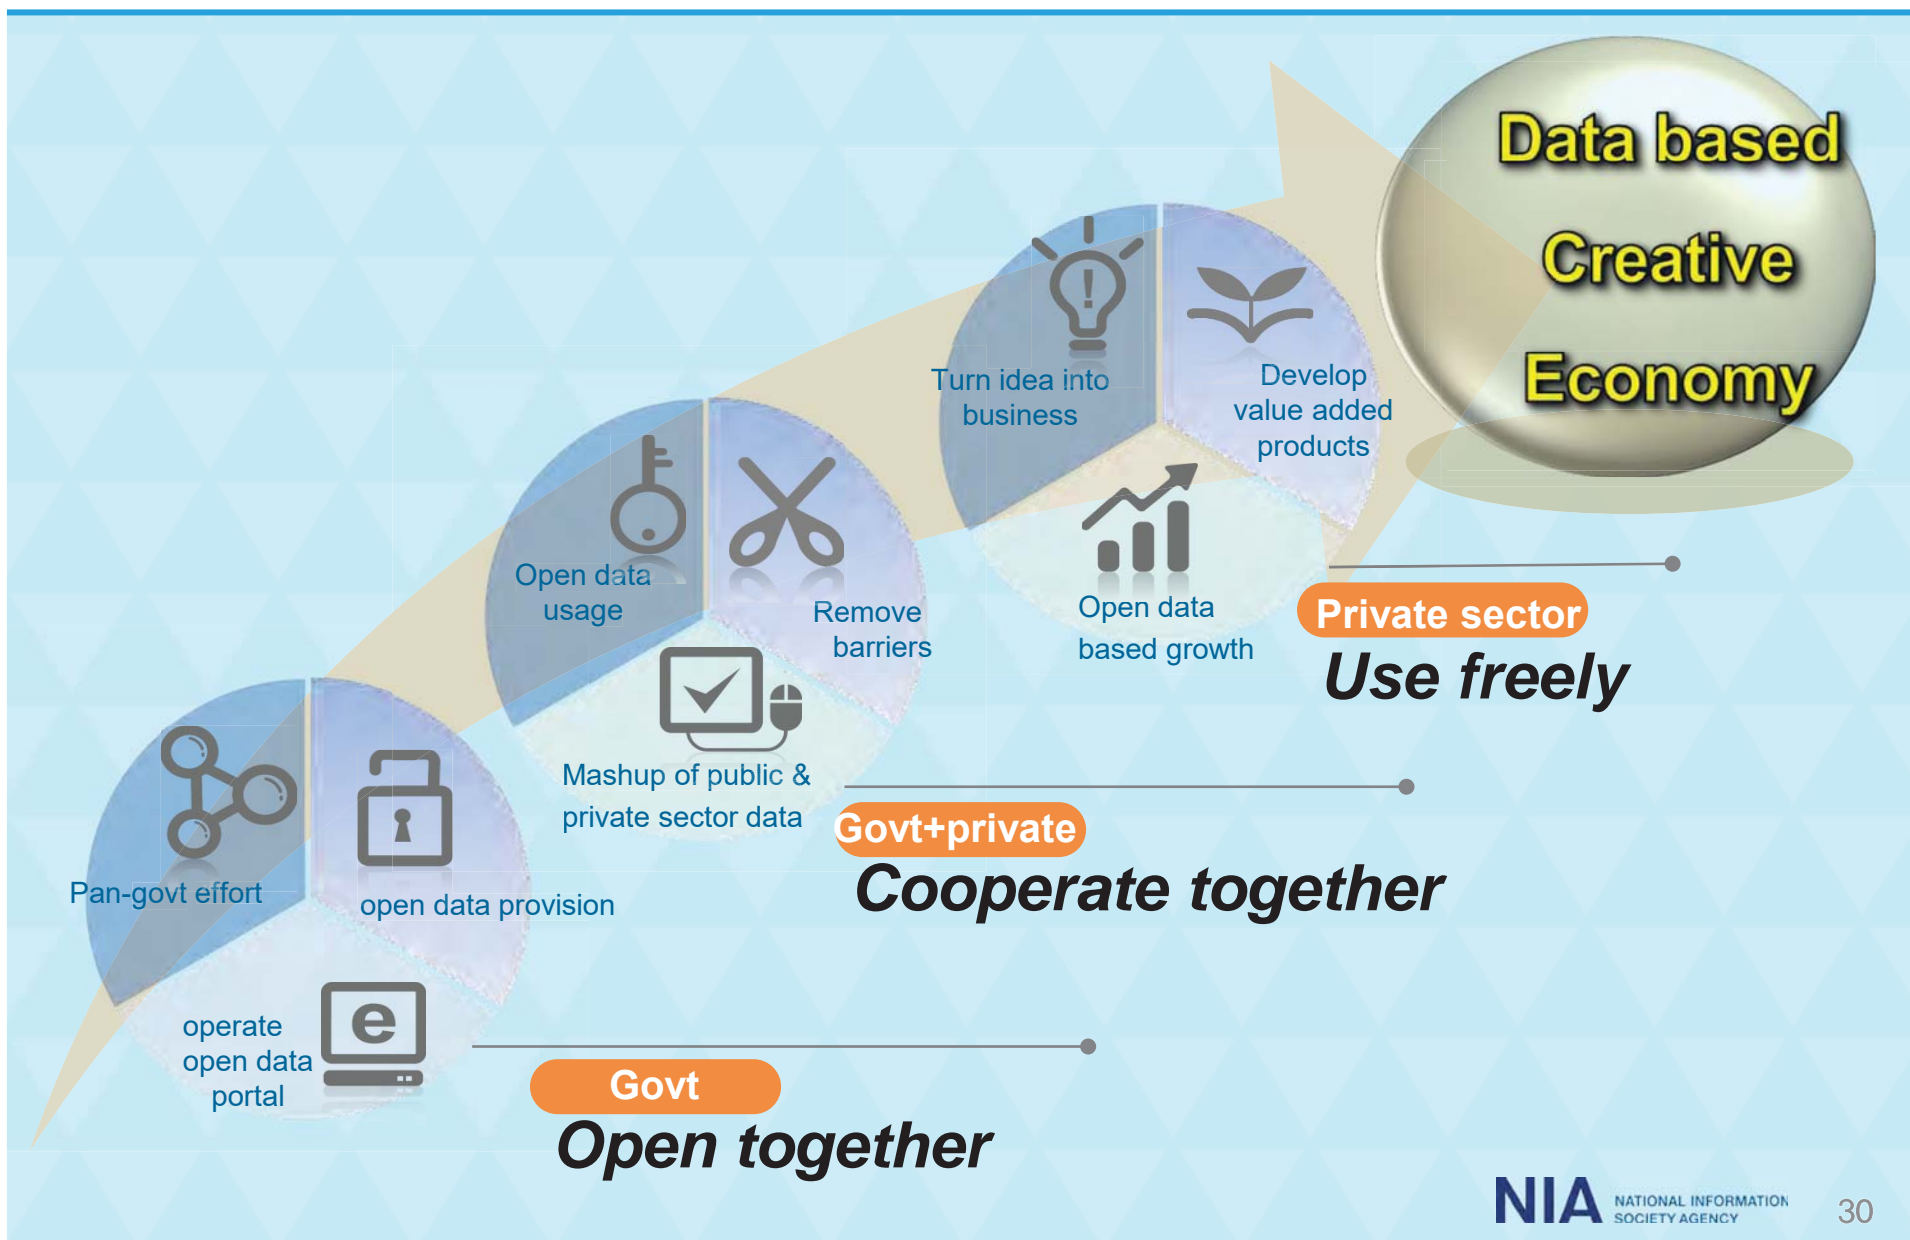 Data based
Creative
Economy
Turn idea into
business
Develop
value added
products
Open data
based growth
Private sector
Use freely
Open data
usage
Remove
barriers
Mashup of public &
private sector data
Govt+private
Cooperate together
Pan-govt effort
open data provision
e
operate
open data
portal
Govt
Open together
NIA NATIONAL INFORMATION
SOCIETY AGENCY
30